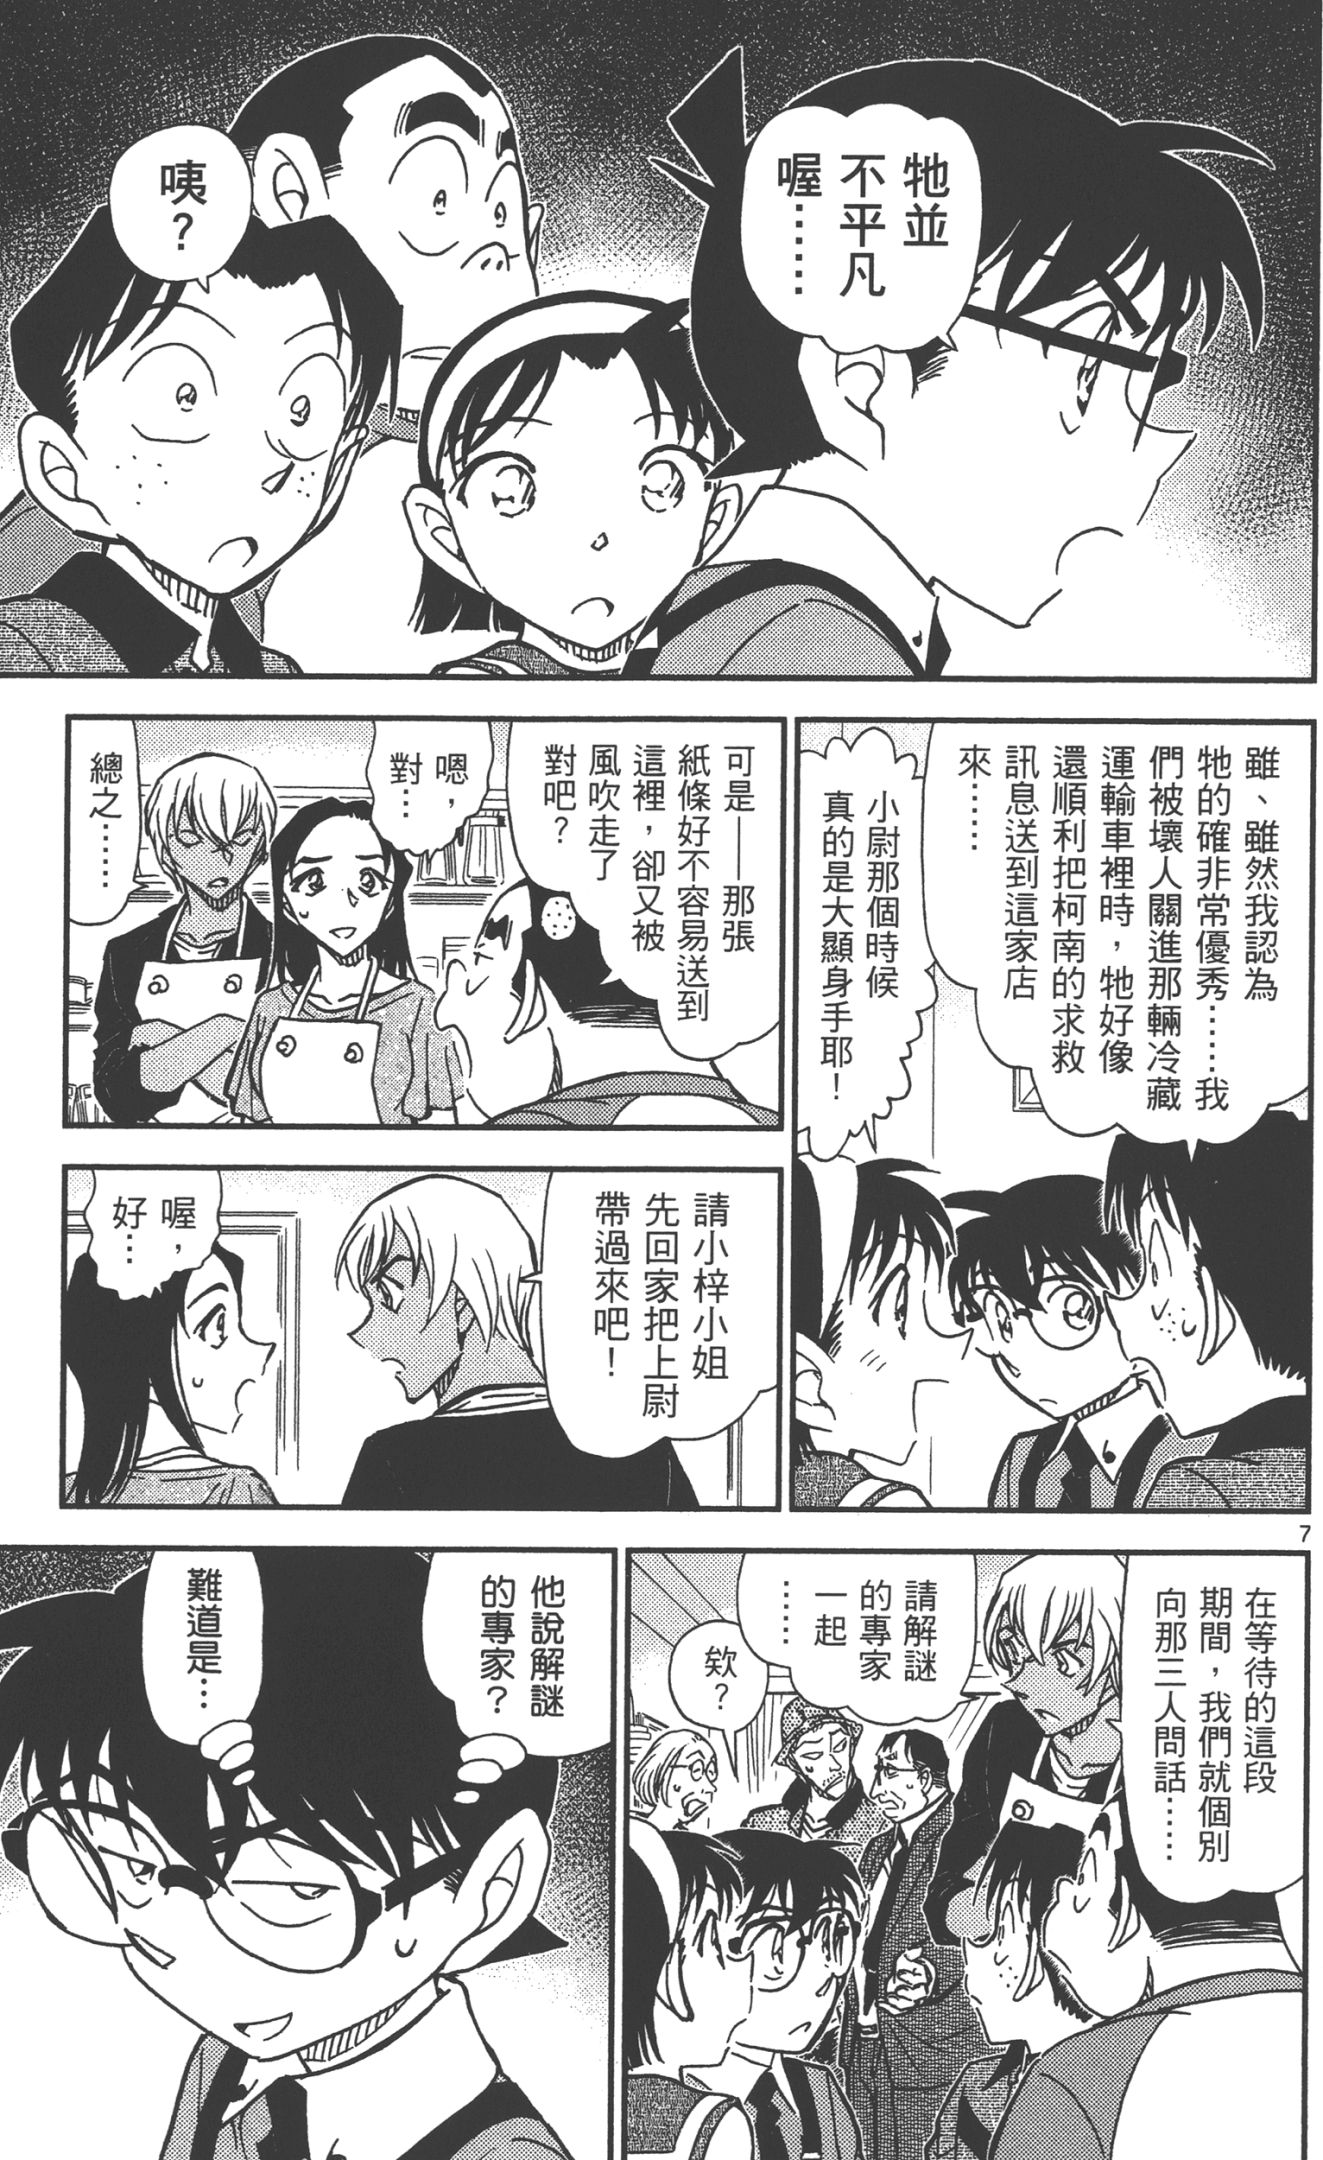 牠並
不平凡
喔……
咦？
雖、雖然我認為
牠的確非常優秀……我
們被壞人關進那輛冷藏
運輸車裡時，牠好像
還順利把柯南的求救
訊息送到這家店
來……
小尉那個時候
真的是大顯身手耶！
可是——那張
紙條好不容易送到
這裡，卻又被
風吹走了
對吧？
嗯，
對…
總之……
請小梓小姐
先回家把上尉
帶過來吧！
喔，
好…
7
在等待的這段
期間，我們就個別
向那三人問話……
請解謎
的專家
一起
……
欸？
他說解謎
的專家？
難道是…